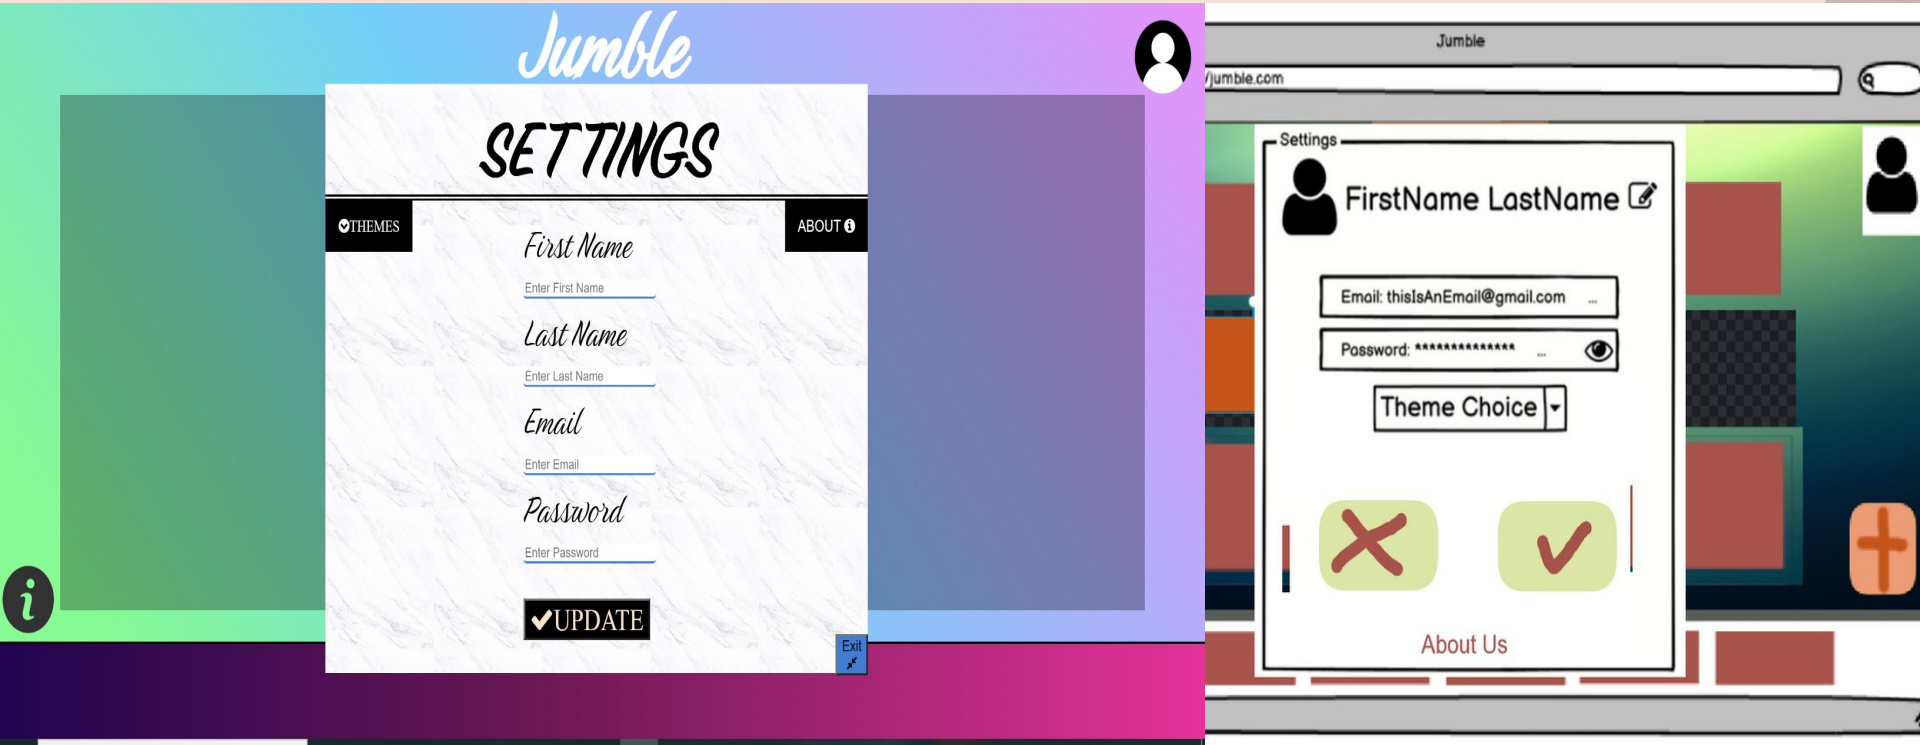 Jumble
SETTINGS
THEMES
ABOUT
First Name
Enter First Name
Last Name
Enter Last Name
Email
Enter Email
Password
Enter Password
UPDATE
Exit
Jumble
/jumble.com
Settings
FirstName LastName
Email: thisIsAnEmail@gmail.com ...
Password: ************** ...
Theme Choice
About Us